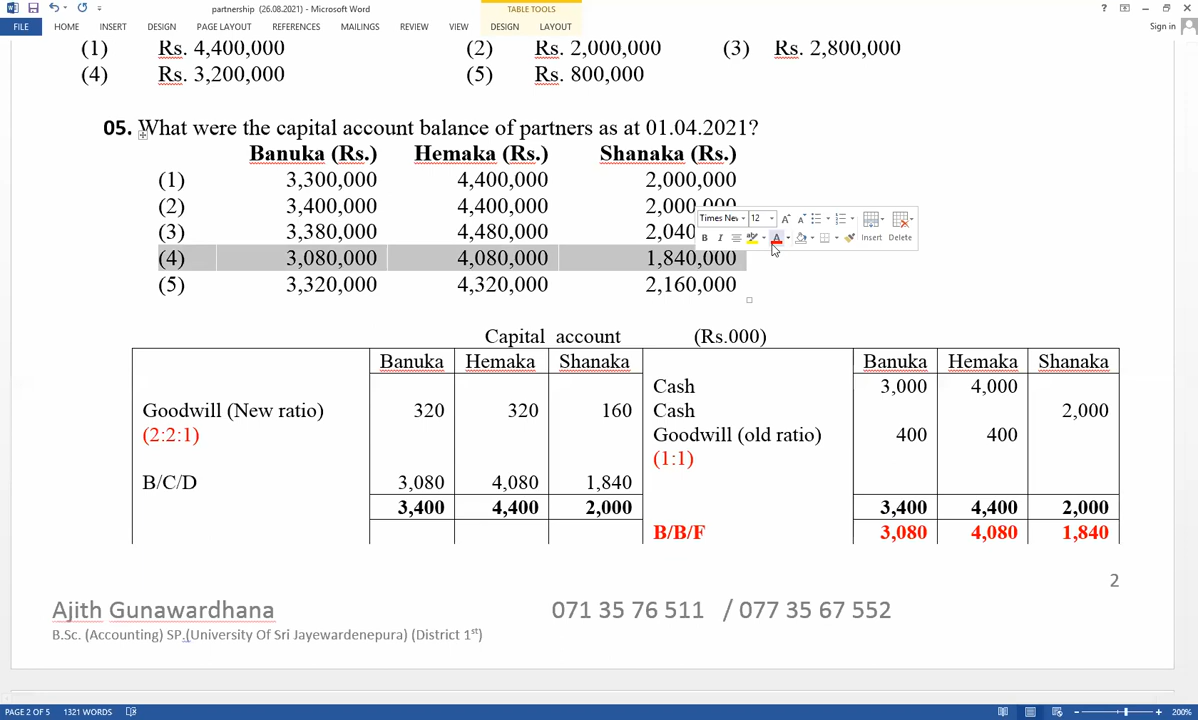 partnership (26.08.2021) - Microsoft Word
TABLE TOOLS
FILE HOME INSERT DESIGN PAGE LAYOUT REFERENCES MAILINGS REVIEW VIEW DESIGN LAYOUT
Sign in
(1) Rs. 4,400,000 (2) Rs. 2,000,000 (3) Rs. 2,800,000
(4) Rs. 3,200,000 (5) Rs. 800,000
05. What were the capital account balance of partners as at 01.04.2021?
Banuka (Rs.) Hemaka (Rs.) Shanaka (Rs.)
(1) 3,300,000 4,400,000 2,000,000
(2) 3,400,000 4,400,000 2,000,000
(3) 3,380,000 4,480,000 2,040
(4) 3,080,000 4,080,000 1,840,000
(5) 3,320,000 4,320,000 2,160,000
Times Nev 12
B I A Insert Delete
Capital account (Rs.000)
Banuka Hemaka Shanaka Banuka Hemaka Shanaka
Cash 3,000 4,000
Goodwill (New ratio) 320 320 160 Cash 2,000
(2:2:1) Goodwill (old ratio) 400 400
(1:1)
B/C/D 3,080 4,080 1,840
3,400 4,400 2,000 3,400 4,400 2,000
B/B/F 3,080 4,080 1,840
2
Ajith Gunawardhana 071 35 76 511 / 077 35 67 552
B.Sc. (Accounting) SP.(University Of Sri Jayewardenepura) (District 1st)
PAGE 2 OF 5 1321 WORDS 200%